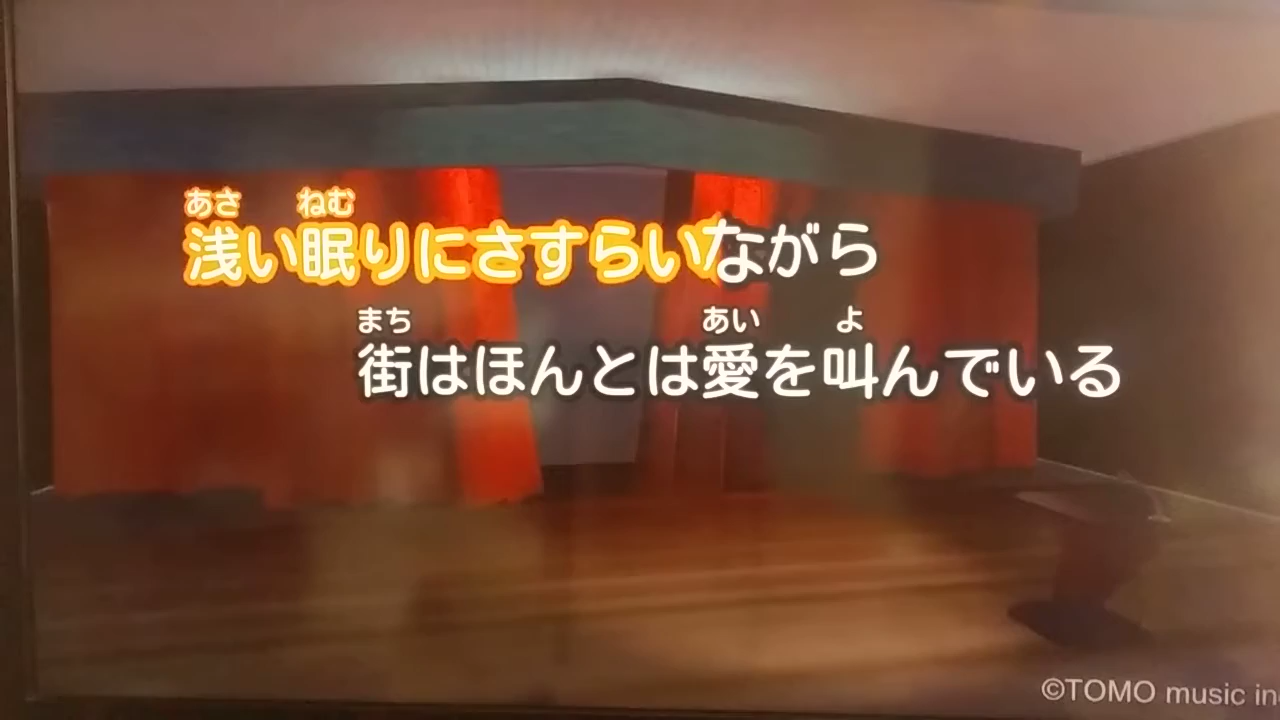 あさ ねむ
浅い眠りにさすらいながら
まち あい よ
街はほんとは愛を叫んでいる
©TOMO music in